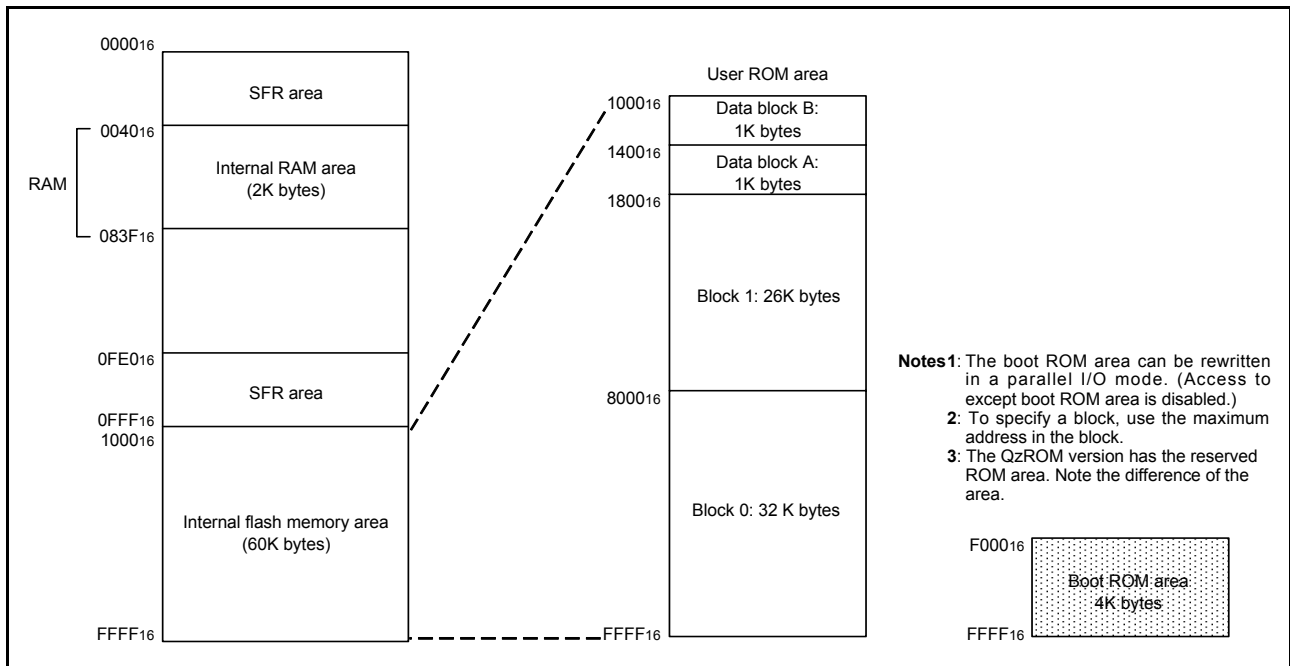 000016
SFR area
004016
RAM
Internal RAM area
(2K bytes)
083F16
0FE016
SFR area
0FFF16
100016
Internal flash memory area
(60K bytes)
FFFF16
User ROM area
100016
Data block B:
1K bytes
140016
Data block A:
1K bytes
180016
Block 1: 26K bytes
800016
Block 0: 32 K bytes
FFFF16
Notes1: The boot ROM area can be rewritten
in a parallel I/O mode. (Access to
except boot ROM area is disabled.)
2: To specify a block, use the maximum
address in the block.
3: The QzROM version has the reserved
ROM area. Note the difference of the
area.
F00016
Boot ROM area
4K bytes
FFFF16